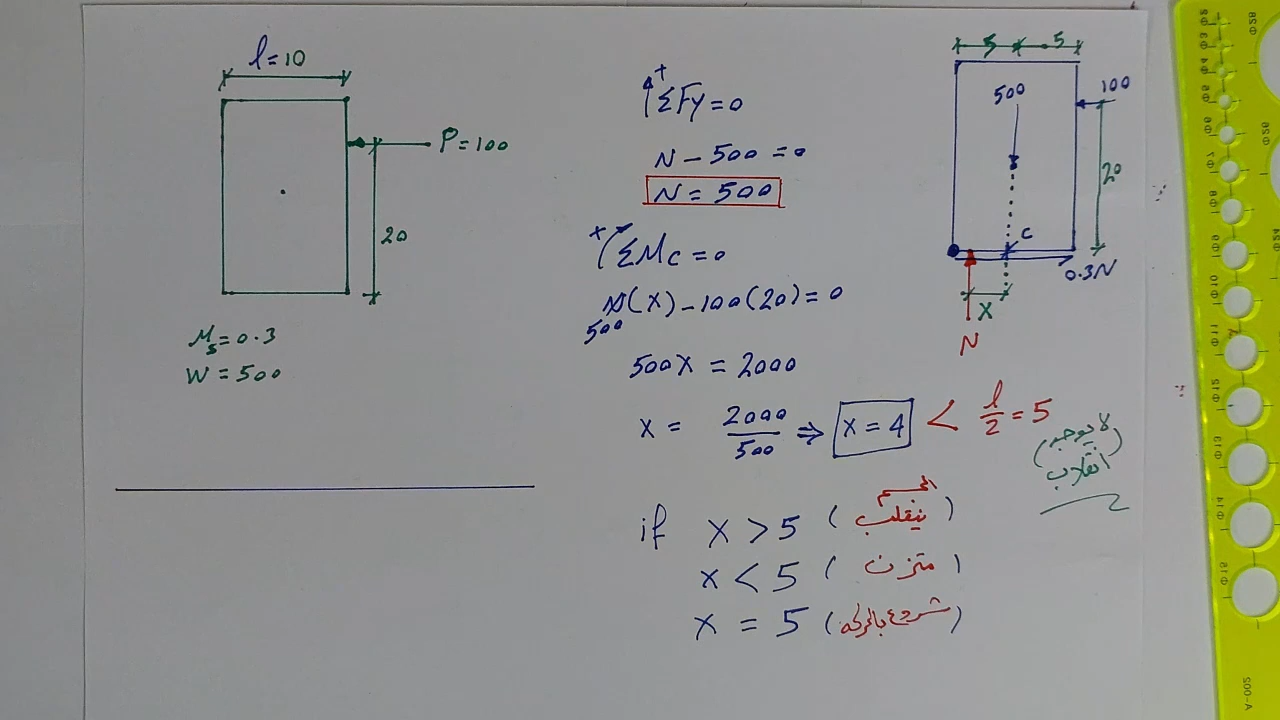 l=10
P=100
20
μs=0.3
W=500
+
ΣFy=0
N-500=0
N=500
+
ΣMc=0
N(X)-100(20)=0
500
500X=2000
X= 2000/500 ⇒ X=4 < l/2=5
(لا يوجد
انقلاب)
if X>5 (الجسم ينقلب)
X<5 (متزن)
X=5 (شروع بالحركة)
5 5
500
100
20
C
0.3N
X
N